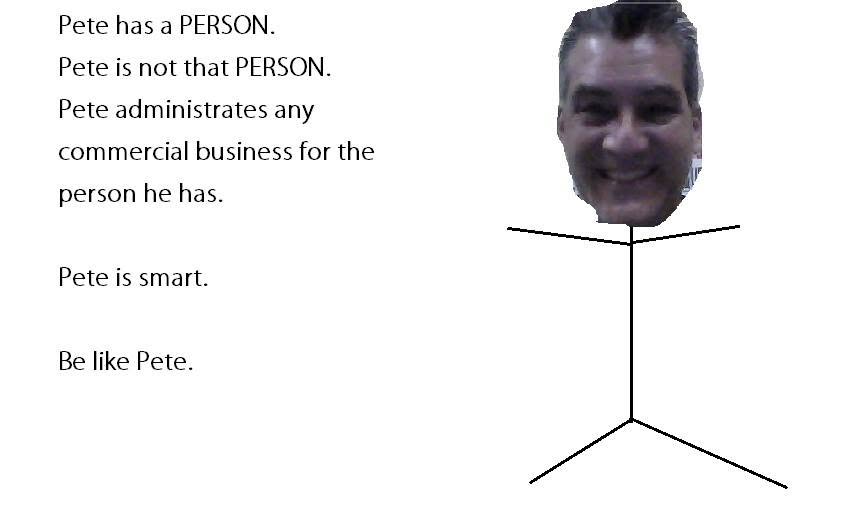 Pete has a PERSON.
Pete is not that PERSON.
Pete administrates any
commercial business for the
person he has.
Pete is smart.
Be like Pete.